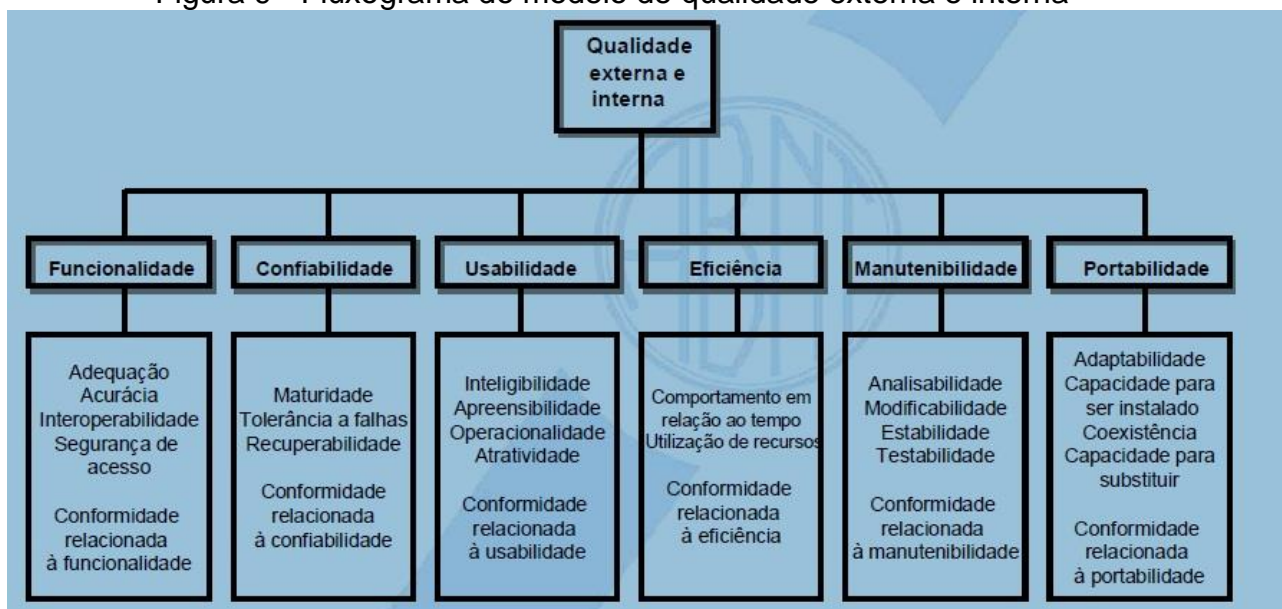 Qualidade
externa e
interna
Funcionalidade
Confiabilidade
Usabilidade
Eficiência
Manutenibilidade
Portabilidade
Adequação
Acurácia
Interoperabilidade
Segurança de
acesso
Conformidade
relacionada
à funcionalidade
Maturidade
Tolerância a falhas
Recuperabilidade
Conformidade
relacionada
à confiabilidade
Inteligibilidade
Apreensibilidade
Operacionalidade
Atratividade
Conformidade
relacionada
à usabilidade
Comportamento em
relação ao tempo
Utilização de recursos
Conformidade
relacionada
à eficiência
Analisabilidade
Modificabilidade
Estabilidade
Testabilidade
Conformidade
relacionada
à manutenibilidade
Adaptabilidade
Capacidade para
ser instalado
Coexistência
Capacidade para
substituir
Conformidade
relacionada
à portabilidade
ABNT